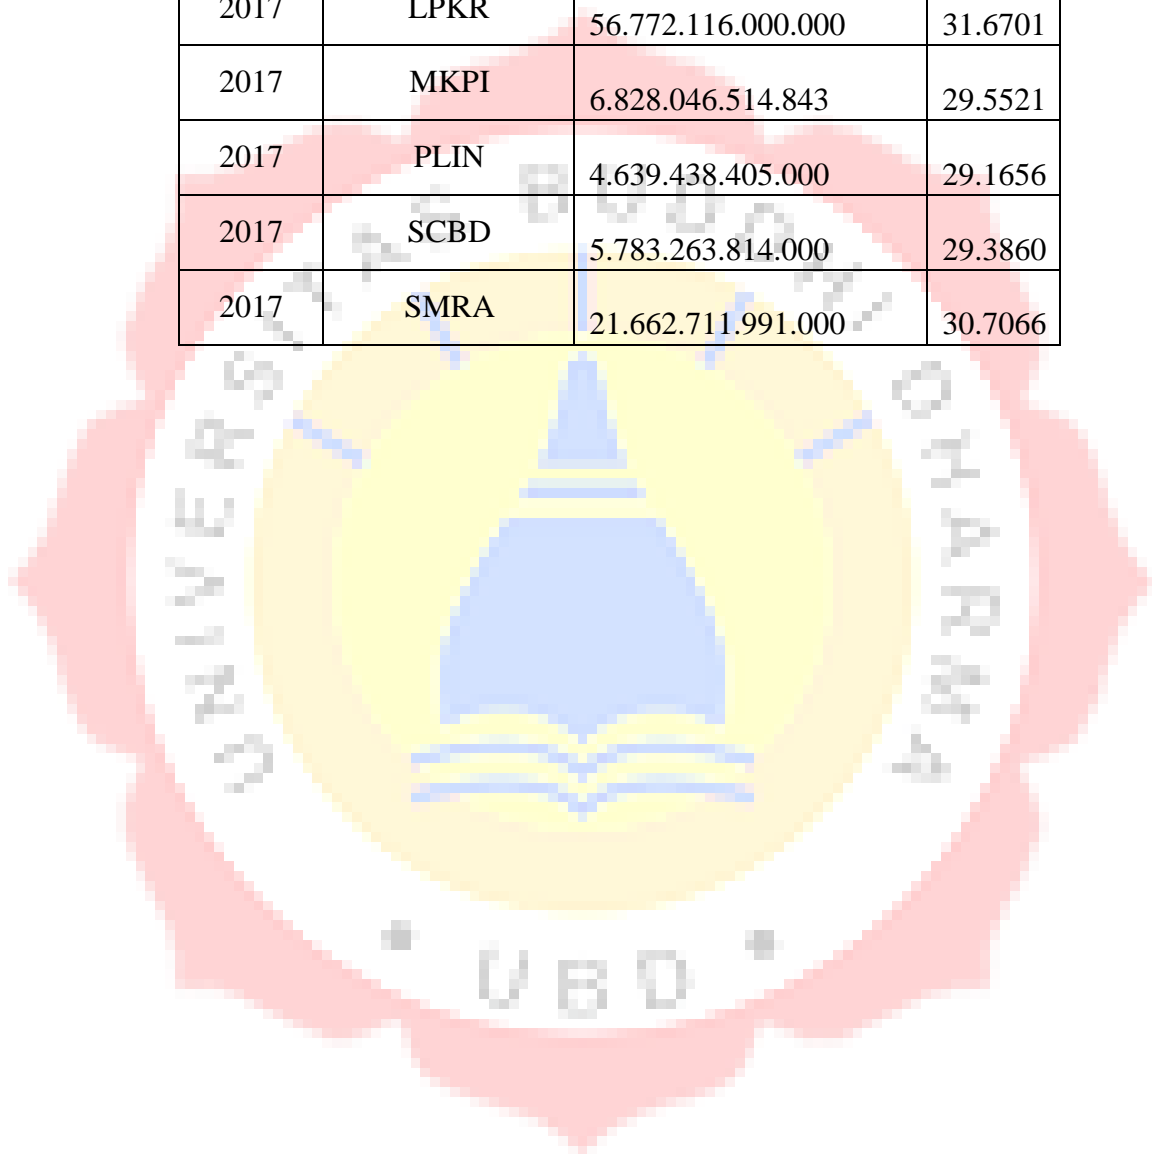 2017 LPKR 56.772.116.000.000 31.6701
2017 MKPI 6.828.046.514.843 29.5521
2017 PLIN 4.639.438.405.000 29.1656
2017 SCBD 5.783.263.814.000 29.3860
2017 SMRA 21.662.711.991.000 30.7066
UNIVERSITAS BUDDHI DHARMA
• UBD •